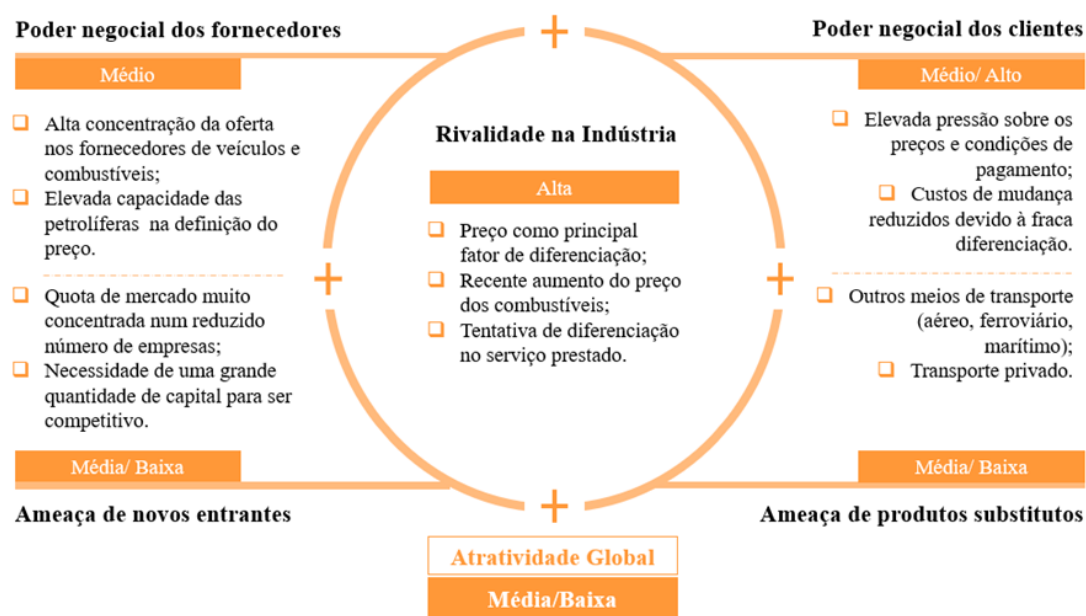 Poder negocial dos fornecedores
Médio
Alta concentração da oferta
nos fornecedores de veículos e
combustíveis;
Elevada capacidade das
petrolíferas na definição do
preço.
Quota de mercado muito
concentrada num reduzido
número de empresas;
Necessidade de uma grande
quantidade de capital para ser
competitivo.
Média/ Baixa
Ameaça de novos entrantes
Rivalidade na Indústria
Alta
Preço como principal
fator de diferenciação;
Recente aumento do preço
dos combustíveis;
Tentativa de diferenciação
no serviço prestado.
Poder negocial dos clientes
Médio/ Alto
Elevada pressão sobre os
preços e condições de
pagamento;
Custos de mudança
reduzidos devido à fraca
diferenciação.
Outros meios de transporte
(aéreo, ferroviário,
marítimo);
Transporte privado.
Média/ Baixa
Ameaça de produtos substitutos
Atratividade Global
Média/Baixa